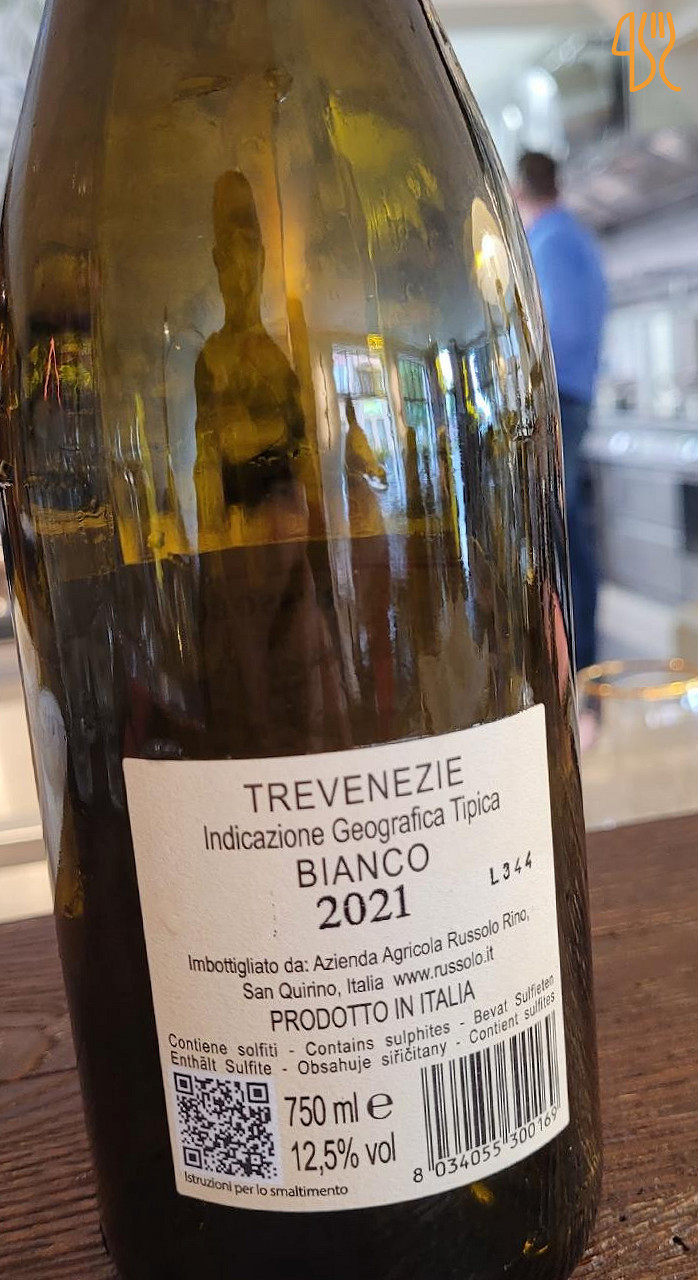 TREVENEZIE
Indicazione Geografica Tipica
BIANCO
L344
2021
Imbottigliato da: Azienda Agricola Russolo Rino,
San Quirino, Italia www.russolo.it
PRODOTTO IN ITALIA
Contiene solfiti - Contains sulphites - Bevat Sulfieten
Enthält Sulfite - Obsahuje siřičitany - Contient sulfites
750 ml e
12,5% vol
8 034055 300169
Istruzioni per lo smaltimento